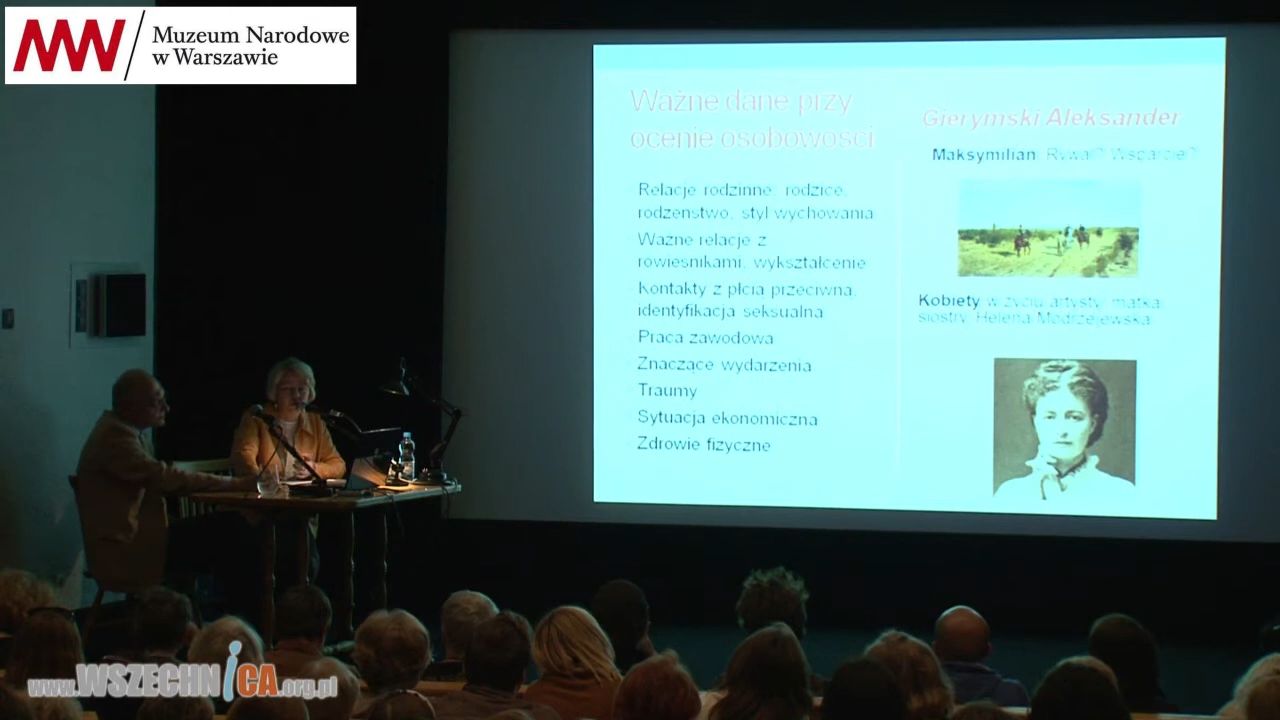 Muzeum Narodowe
w Warszawie
Ważne dane przy
ocenie osobowości
Relacje rodzinne: rodzice,
rodzeństwo, styl wychowania
Ważne relacje z
rówieśnikami, wykształcenie
Kontakty z płcią przeciwną,
identyfikacja seksualna
Praca zawodowa
Znaczące wydarzenia
Traumy
Sytuacja ekonomiczna
Zdrowie fizyczne
Gierymski Aleksander
Maksymilian: Rywal? Wsparcie?
Kobiety w życiu artysty: matka,
siostry, Helena Modrzejewska
www.WSZECHNiCA.org.pl